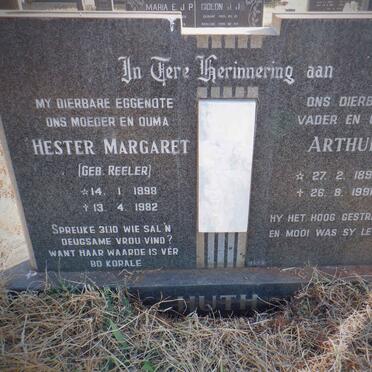 MARIA E.J.P.
GIDEON J.J.
In Tere Herinnering aan
MY DIERBARE EGGENOTE
ONS MOEDER EN OUMA
HESTER MARGARET
(GEB. REELER)
☆ 14. 1. 1898
✝ 13. 4. 1982
SPREUKE 31:10 WIE SAL 'N
DEUGSAME VROU VIND?
WANT HAAR WAARDE IS VÊR
BO KORALE
ONS DIERB
VADER EN
ARTHU
☆ 27. 2. 189
✝ 26. 8. 199
HY HET HOOG GESTR
EN MOOI WAS SY LE